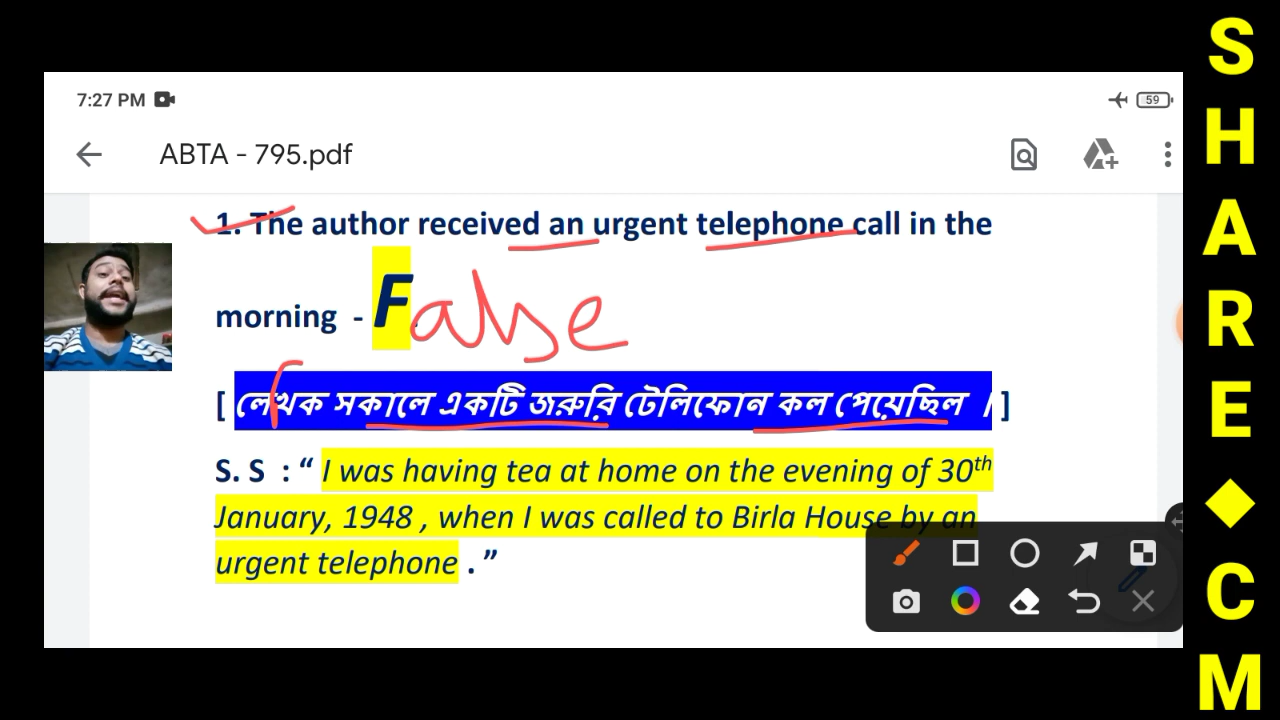 7:27 PM
59
ABTA - 795.pdf
1. The author received an urgent telephone call in the
morning - False
[ লেখক সকালে একটি জরুরি টেলিফোন কল পেয়েছিল । ]
S. S : “ I was having tea at home on the evening of 30th
January, 1948 , when I was called to Birla House by an
urgent telephone . ”
SHARE◆CM